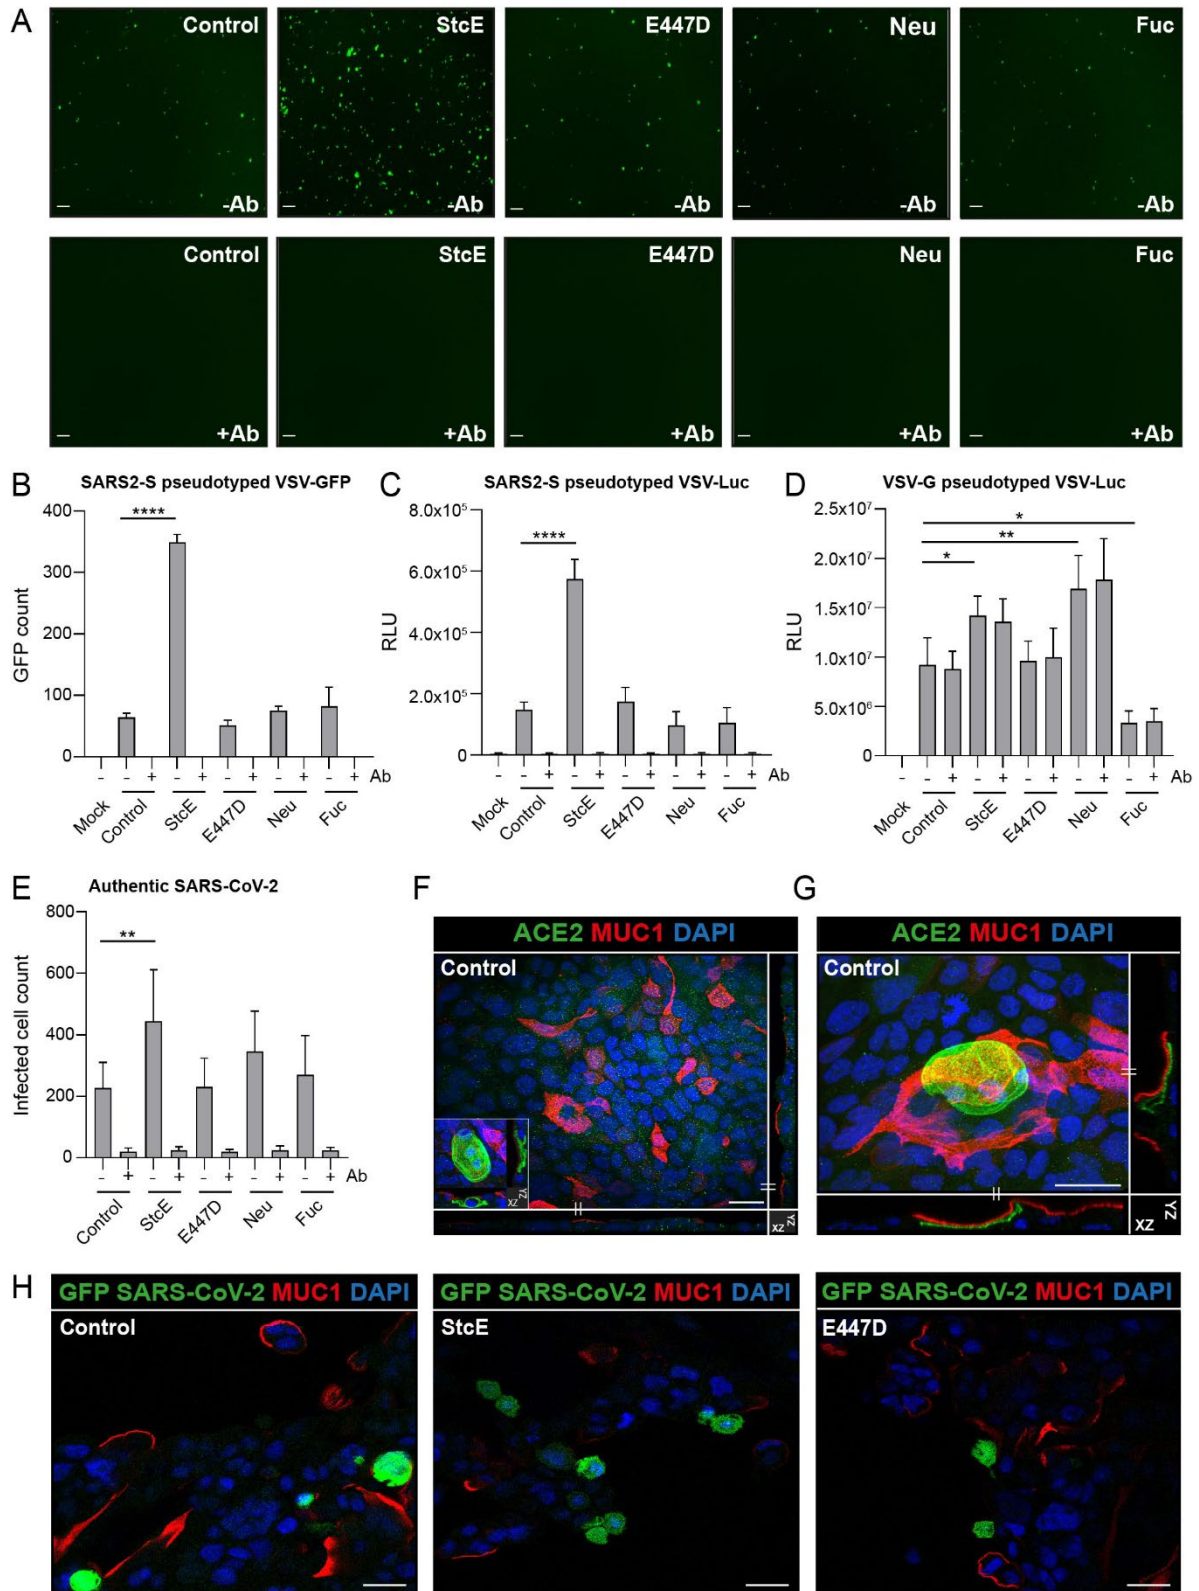 A
Control StcE E447D Neu Fuc
-Ab -Ab -Ab -Ab -Ab
Control StcE E447D Neu Fuc
+Ab +Ab +Ab +Ab +Ab
B
SARS2-S pseudotyped VSV-GFP
400
300
200
100
0
GFP count
- - + - + - + - + - +
Mock Control StcE E447D Neu Fuc
C
SARS2-S pseudotyped VSV-Luc
8.0x10⁵
6.0x10⁵
4.0x10⁵
2.0x10⁵
0
RLU
****
****
- - + - + - + - + - + Ab
Mock Control StcE E447D Neu Fuc
D
VSV-G pseudotyped VSV-Luc
2.5x10⁷
2.0x10⁷
1.5x10⁷
1.0x10⁷
5.0x10⁶
0
RLU
*
**
*
- - + - + - + - + - + Ab
Mock Control StcE E447D Neu Fuc
Ab
E
Authentic SARS-CoV-2
800
600
400
200
0
Infected cell count
**
- + - + - + - + - + Ab
Control StcE E447D Neu Fuc
F
ACE2 MUC1 DAPI
Control
XZ YZ
XZ YZ
G
ACE2 MUC1 DAPI
Control
XZ YZ
H
GFP SARS-CoV-2 MUC1 DAPI
Control
GFP SARS-CoV-2 MUC1 DAPI
StcE
GFP SARS-CoV-2 MUC1 DAPI
E447D